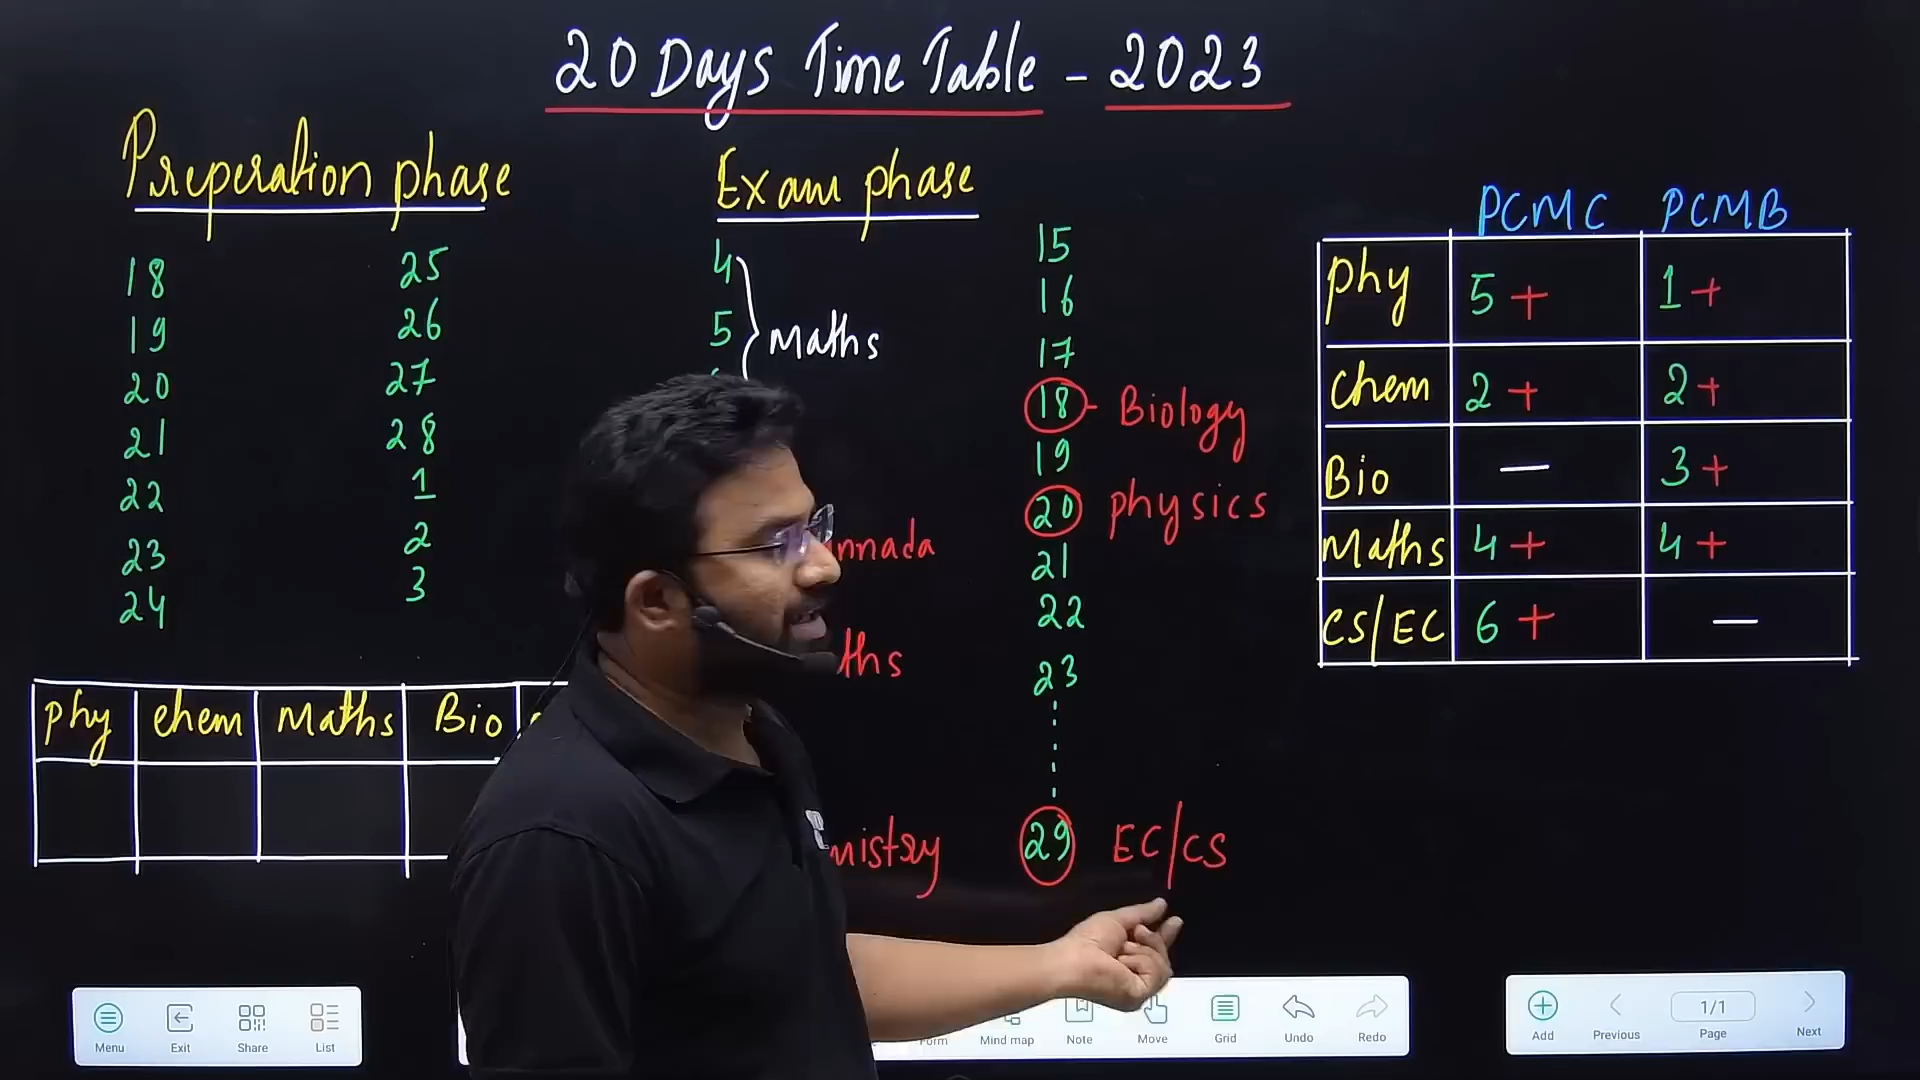 20 Days Time Table - 2023
Preperation phase
18 25
19 26
20 27
21 28
22 1
23 2
24 3
phy chem Maths Bio
Exam phase
4
5
Maths
15
16
17
18 - Biology
19
20 physics
21
22
23
29 EC/CS
PCMC PCMB
phy 5+ 1+
chem 2+ 2+
Bio — 3+
Maths 4+ 4+
CS/EC 6+ —
Menu Exit Share List
Mind map Note Move Grid Undo Redo
Add Previous 1/1 Page Next